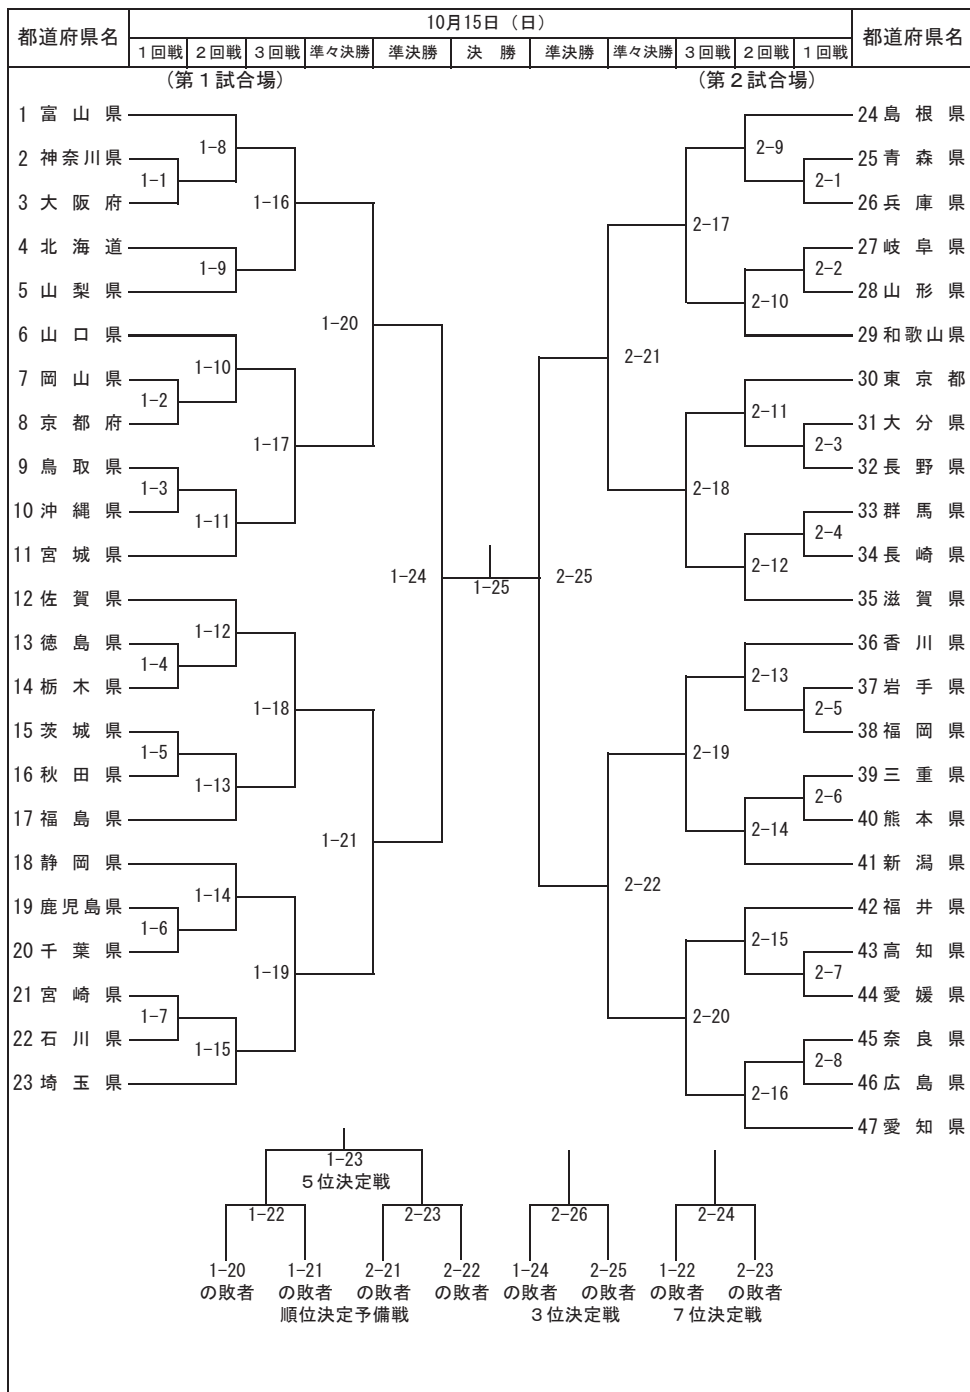 都道府県名 10月15日（日） 都道府県名
１回戦 ２回戦 ３回戦 準々決勝 準決勝 決　勝 準決勝 準々決勝 ３回戦 ２回戦 １回戦
（第１試合場） （第２試合場）
1 富山県 24 島根県
1-8 2-9
2 神奈川県 25 青森県
1-1 2-1
3 大阪府 1-16 26 兵庫県
2-17
4 北海道 27 岐阜県
1-9 2-2
5 山梨県 28 山形県
2-10
1-20
6 山口県 29 和歌山県
2-21
1-10
7 岡山県 30 東京都
1-2 2-11
8 京都府 31 大分県
1-17 2-3
9 鳥取県 32 長野県
1-3 2-18
10 沖縄県 33 群馬県
1-11 2-4
11 宮城県 34 長崎県
2-12
1-24 1-25 2-25
12 佐賀県 35 滋賀県
1-12
13 徳島県 36 香川県
1-4 2-13
14 栃木県 37 岩手県
1-18 2-5
15 茨城県 38 福岡県
1-5 2-19
16 秋田県 39 三重県
1-13 2-6
17 福島県 40 熊本県
2-14
1-21
18 静岡県 41 新潟県
2-22
1-14
19 鹿児島県 42 福井県
1-6 2-15
20 千葉県 43 高知県
1-19 2-7
21 宮崎県 44 愛媛県
1-7 2-20
22 石川県 45 奈良県
1-15 2-8
23 埼玉県 46 広島県
2-16
47 愛知県
1-23
５位決定戦
1-22 2-23 2-26 2-24
1-20 1-21 2-21 2-22 1-24 2-25 1-22 2-23
の敗者 の敗者 の敗者 の敗者 の敗者 の敗者 の敗者 の敗者
順位決定予備戦 ３位決定戦 ７位決定戦